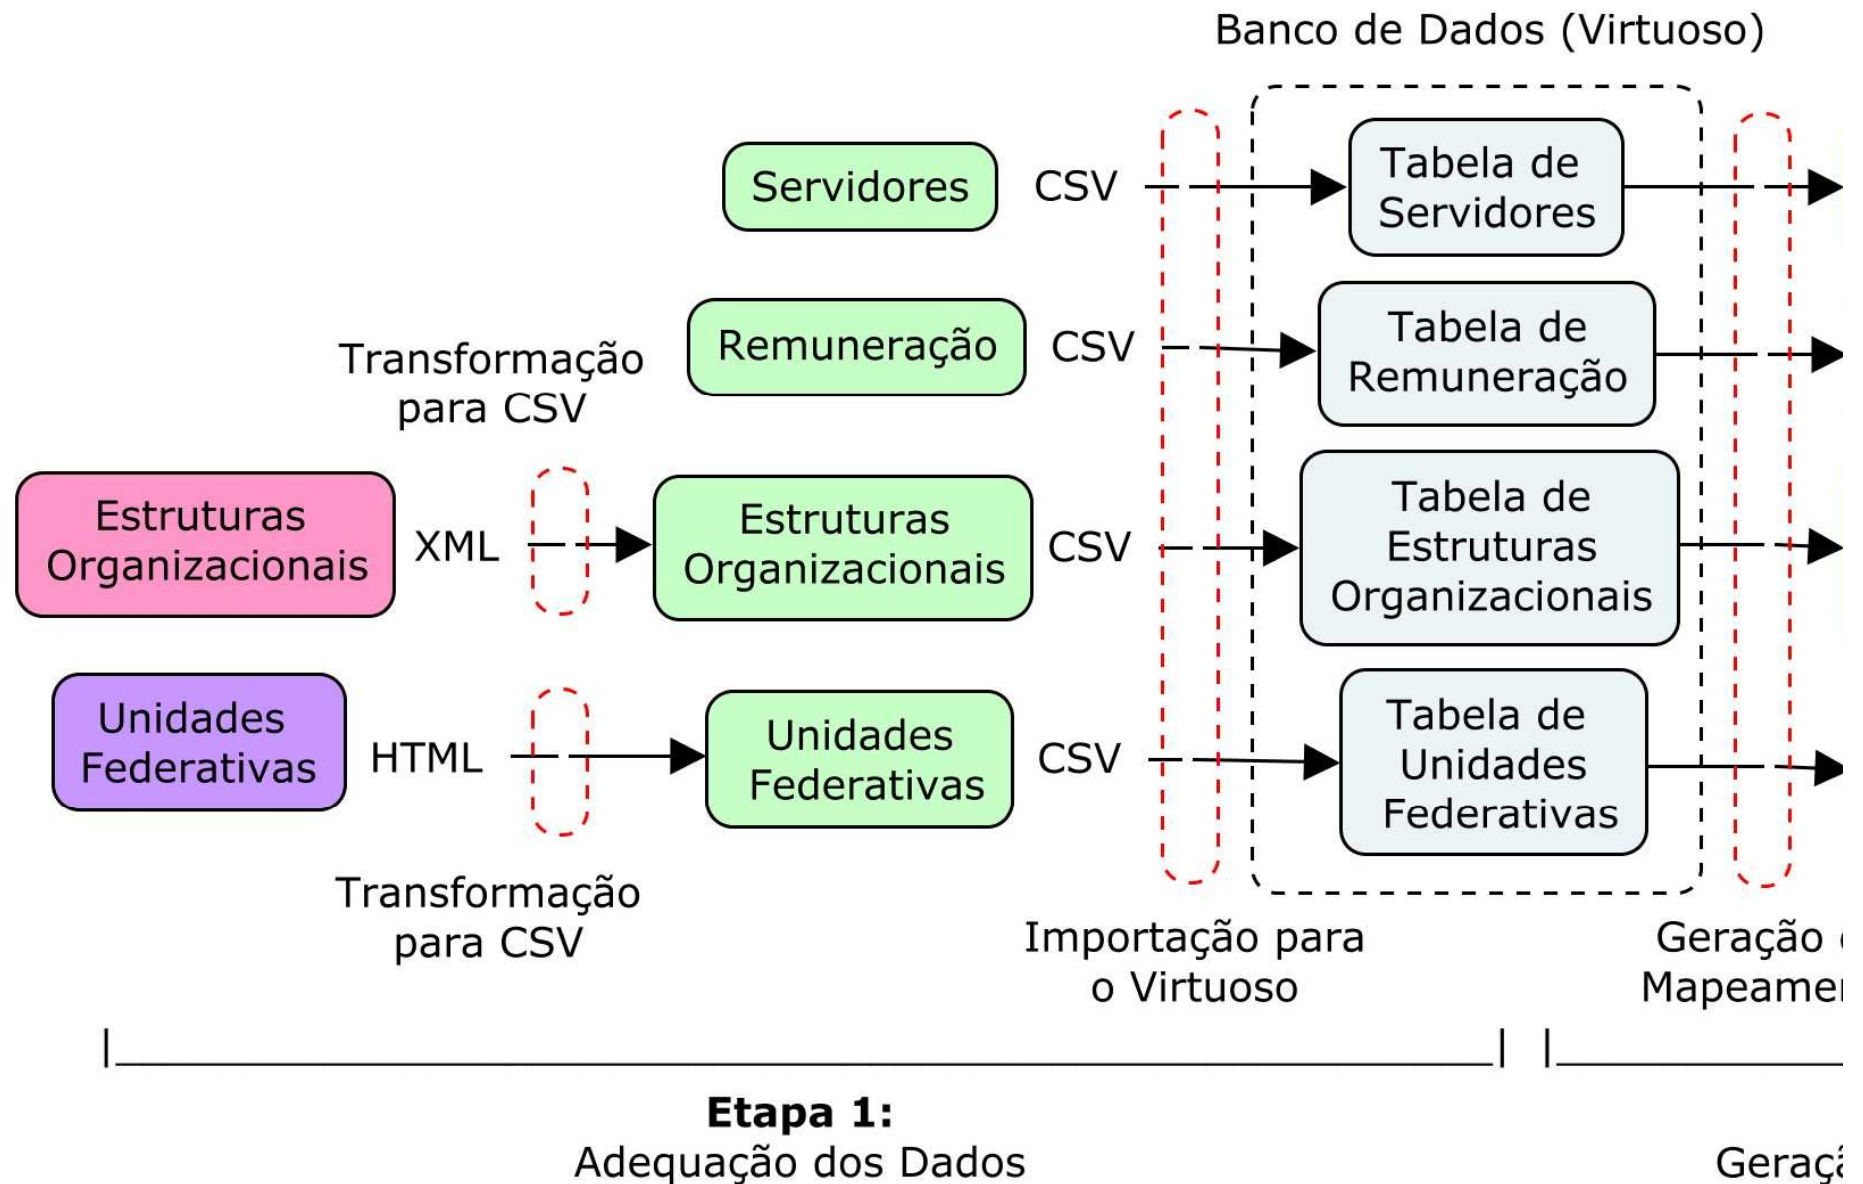 Banco de Dados (Virtuoso)
Servidores
CSV
Tabela de
Servidores
Remuneração
CSV
Tabela de
Remuneração
Transformação
para CSV
Estruturas
Organizacionais
XML
Estruturas
Organizacionais
CSV
Tabela de
Estruturas
Organizacionais
Unidades
Federativas
HTML
Unidades
Federativas
CSV
Tabela de
Unidades
Federativas
Transformação
para CSV
Importação para
o Virtuoso
Geração
Etapa 1:
Adequação dos Dados